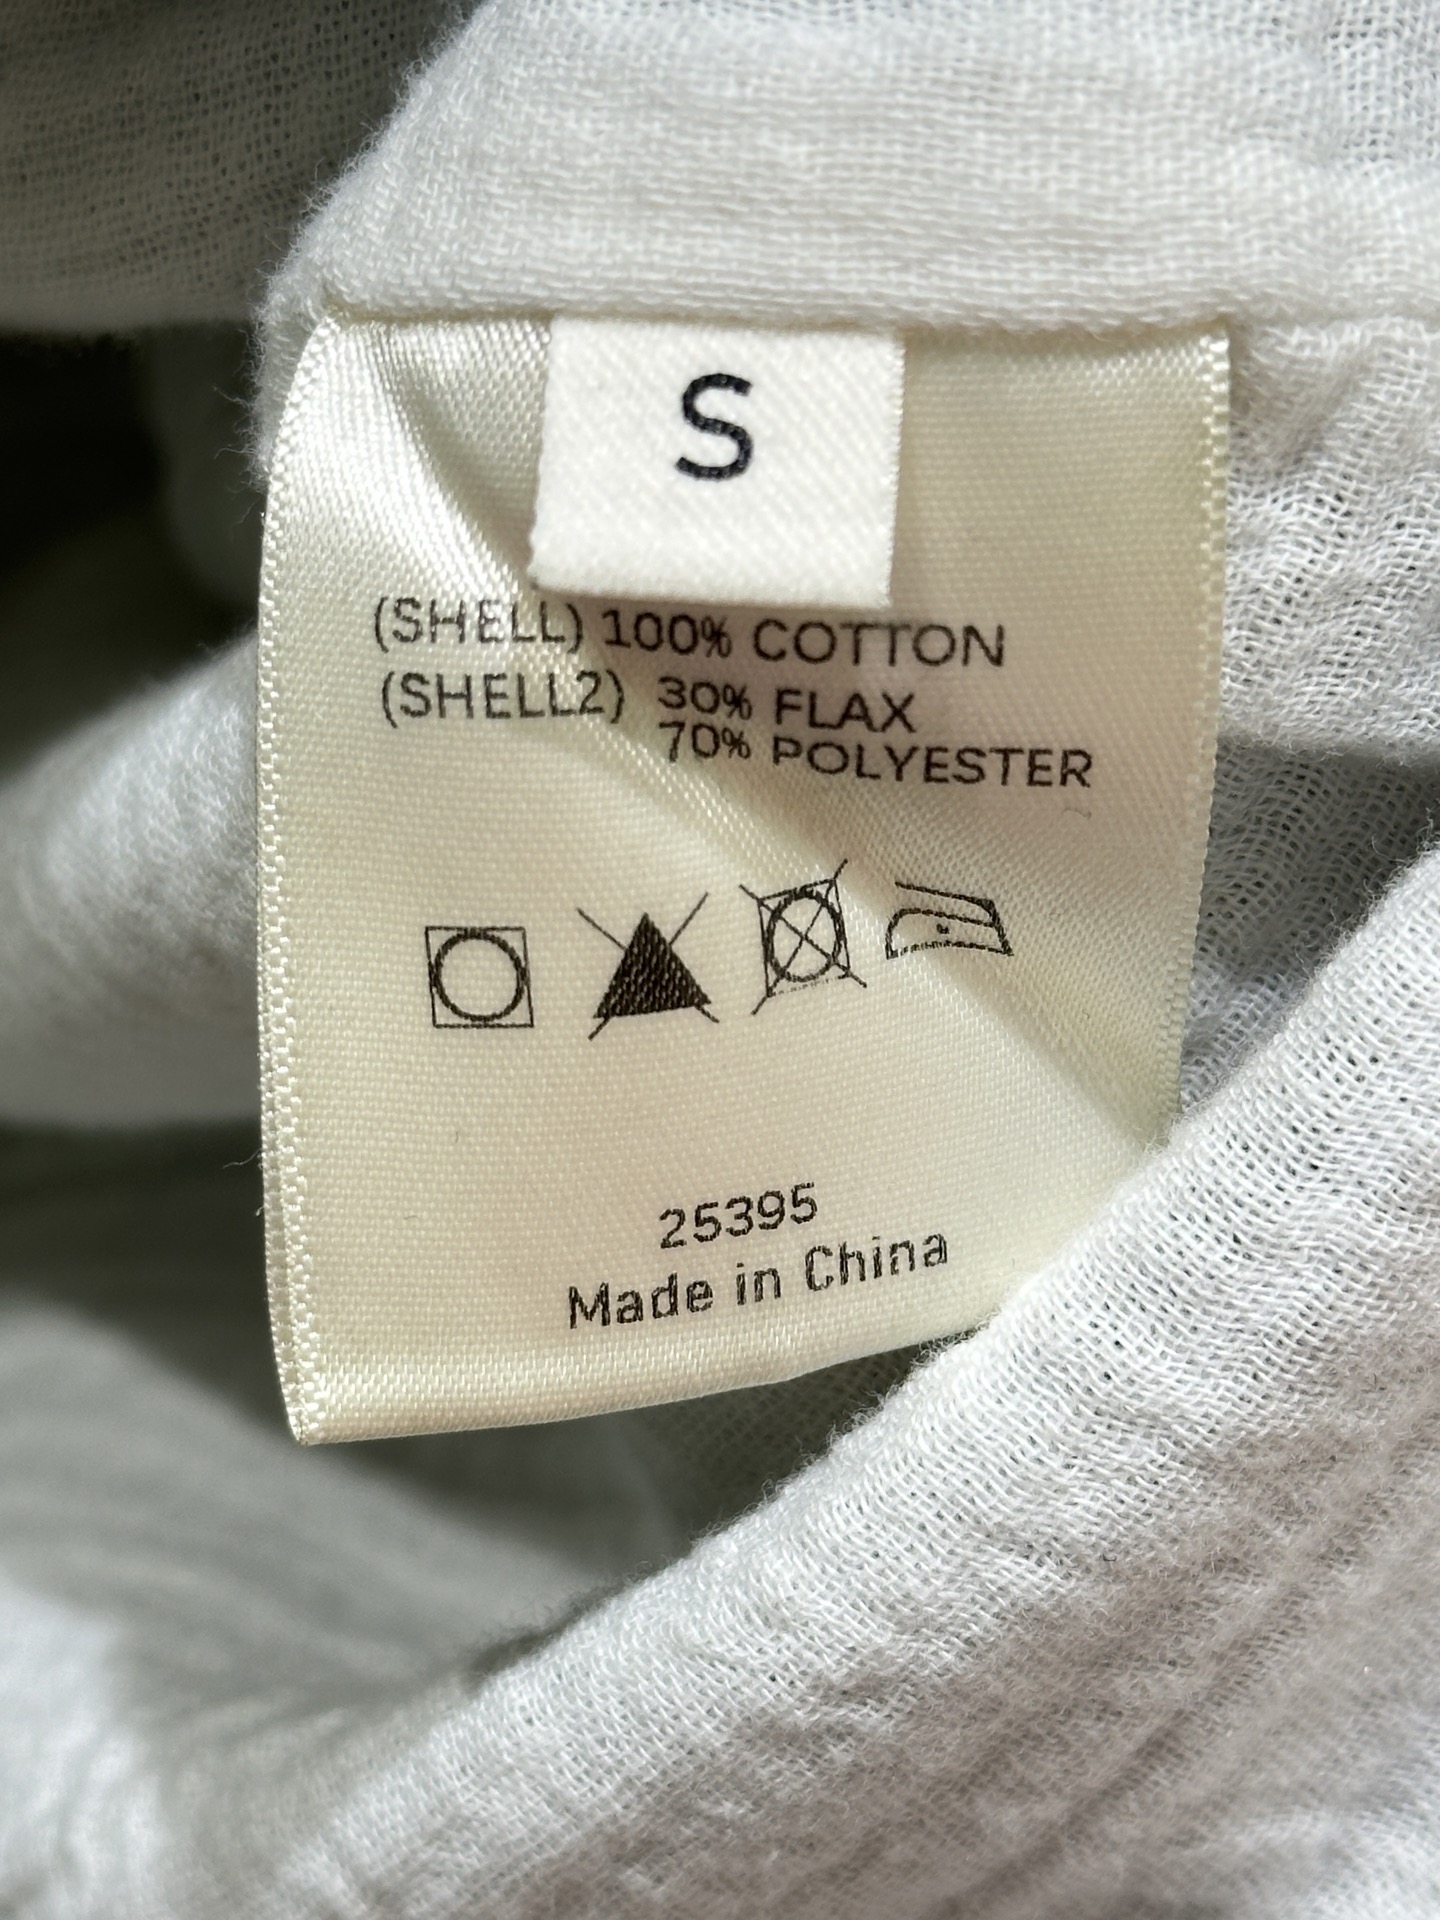 S
(SHELL) 100% COTTON
(SHELL2) 30% FLAX
70% POLYESTER
25395
Made in China